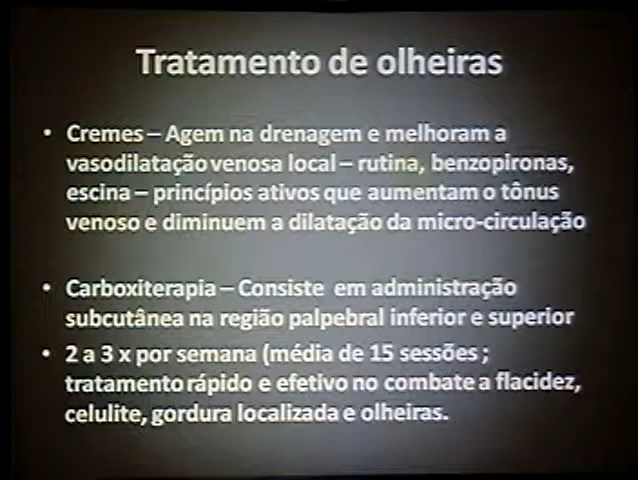 Tratamento de olheiras
• Cremes – Agem na drenagem e melhoram a
vasodilatação venosa local – rutina, benzopironas,
escina – princípios ativos que aumentam o tônus
venoso e diminuem a dilatação da micro-circulação
• Carboxiterapia – Consiste em administração
subcutânea na região palpebral inferior e superior
• 2 a 3 x por semana (média de 15 sessões ;
tratamento rápido e efetivo no combate a flacidez,
celulite, gordura localizada e olheiras.